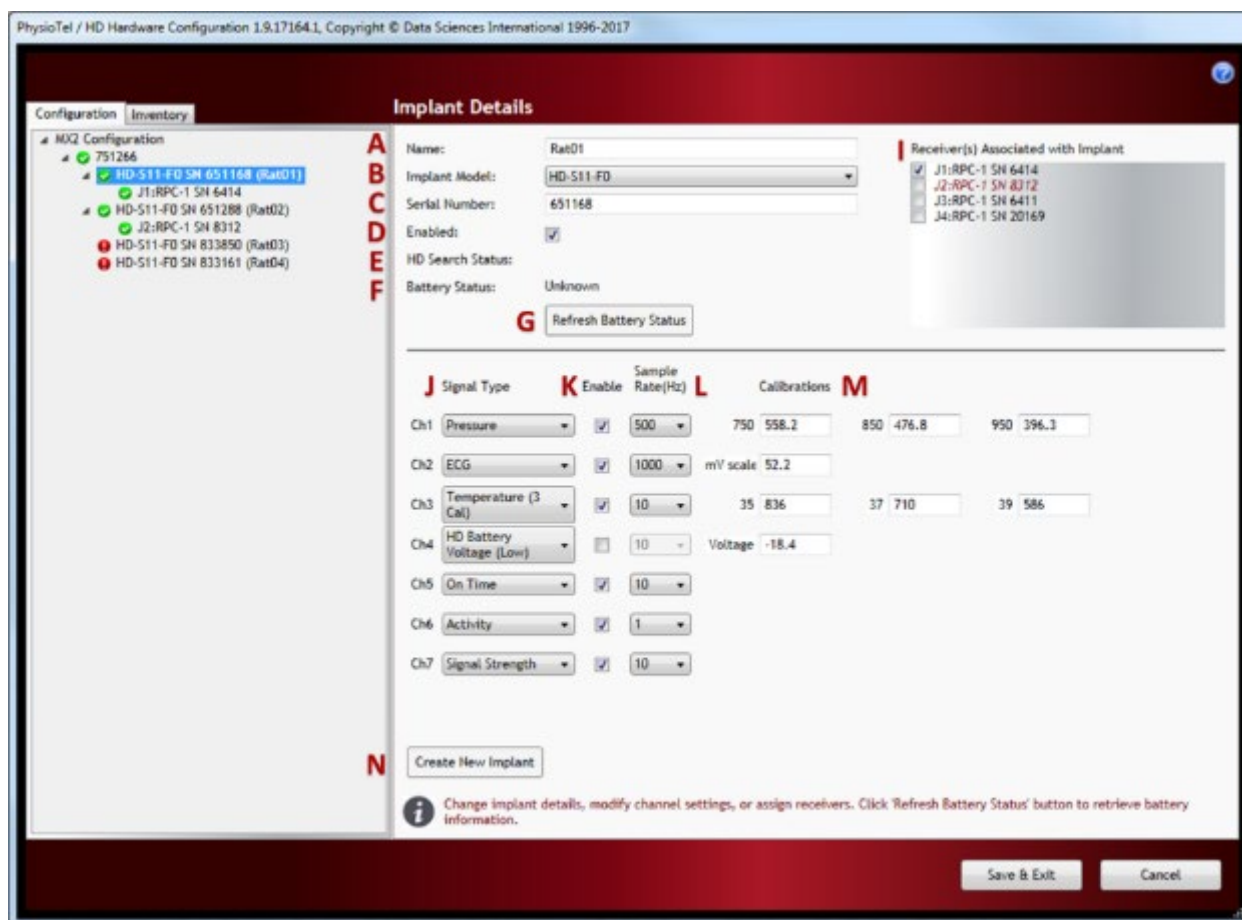 PhysioTel / HD Hardware Configuration 1.9.17164.1, Copyright © Data Sciences International 1996-2017
Configuration Inventory
MX2 Configuration
751266
HD-S11-F0 SN 651168 (Rat01)
J1:RPC-1 SN 6414
HD-S11-F0 SN 651288 (Rat02)
J2:RPC-1 SN 8312
HD-S11-F0 SN 833850 (Rat03)
HD-S11-F0 SN 833161 (Rat04)
Implant Details
A Name: Rat01
B Implant Model: HD-S11-F0
C Serial Number: 651168
D Enabled:
E HD Search Status:
F Battery Status: Unknown
G Refresh Battery Status
I Receiver(s) Associated with Implant
J1:RPC-1 SN 6414
J2:RPC-1 SN 8312
J3:RPC-1 SN 6411
J4:RPC-1 SN 20169
J Signal Type K Enable Sample Rate(Hz) L Calibrations M
Ch1 Pressure 500 750 558.2 850 476.8 950 396.3
Ch2 ECG 1000 mV scale 52.2
Ch3 Temperature (3 Cal) 10 35 836 37 710 39 586
Ch4 HD Battery Voltage (Low) 10 Voltage -18.4
Ch5 On Time 10
Ch6 Activity 1
Ch7 Signal Strength 10
N Create New Implant
Change implant details, modify channel settings, or assign receivers. Click 'Refresh Battery Status' button to retrieve battery
information.
Save & Exit Cancel